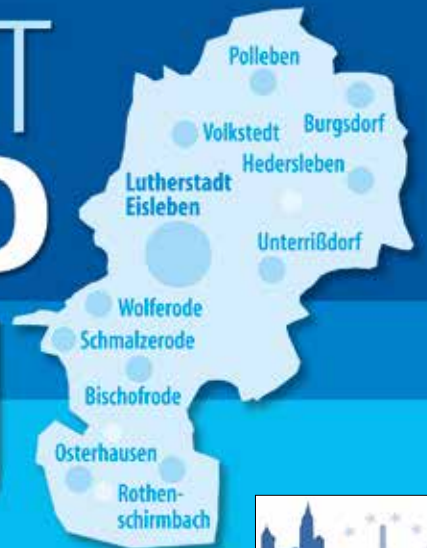 T
Polleben
Burgsdorf
Volkstedt
Hedersleben
Lutherstadt
Eisleben
Unterrißdorf
Wolferode
Schmalzerode
Bischofrode
Osterhausen
Rothen-
schirmbach